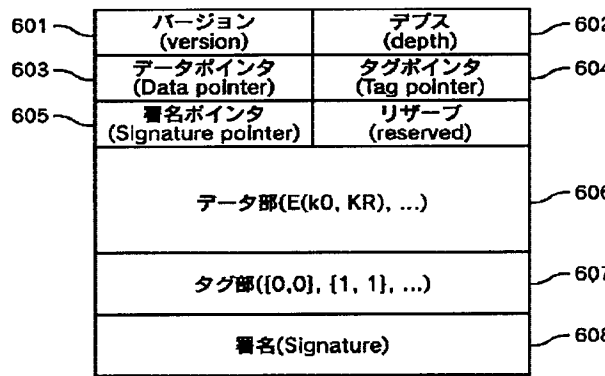 601 バージョン デプス 602
(version) (depth)
603 データポインタ タグポインタ 604
(Data pointer) (Tag pointer)
605 署名ポインタ リザーブ
(Signature pointer) (reserved)
データ部(E(k0, KR), ...) 606
タグ部({0,0}, {1, 1}, ...) 607
署名(Signature) 608